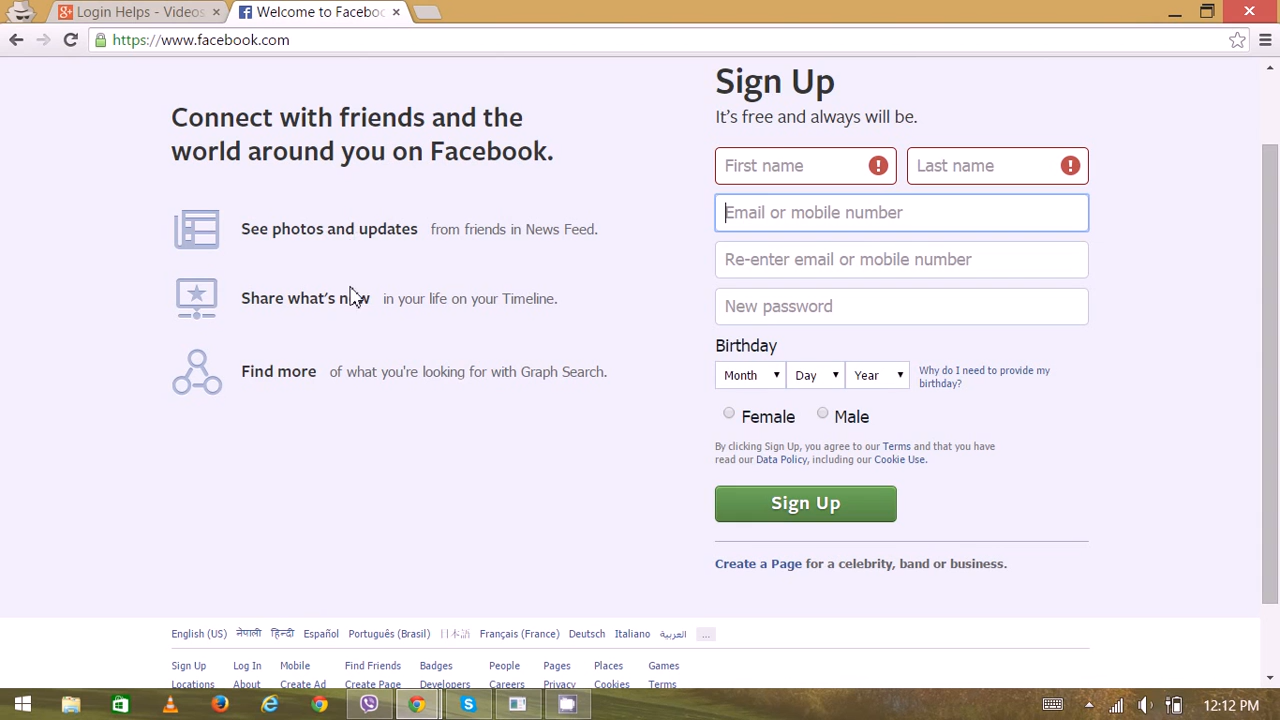 Login Helps - Videos
Welcome to Faceboo
https://www.facebook.com
Connect with friends and the
world around you on Facebook.
See photos and updates from friends in News Feed.
Share what's now in your life on your Timeline.
Find more of what you're looking for with Graph Search.
Sign Up
It's free and always will be.
First name
Last name
Email or mobile number
Re-enter email or mobile number
New password
Birthday
Month Day Year
Why do I need to provide my
birthday?
Female Male
By clicking Sign Up, you agree to our Terms and that you have
read our Data Policy, including our Cookie Use.
Sign Up
Create a Page for a celebrity, band or business.
English (US) नेपाली हिन्दी Español Português (Brasil) 日本語 Français (France) Deutsch Italiano العربية ...
Sign Up Log In Mobile Find Friends Badges People Pages Places Games
Locations About Create Ad Create Page Developers Careers Privacy Cookies Terms
12:12 PM